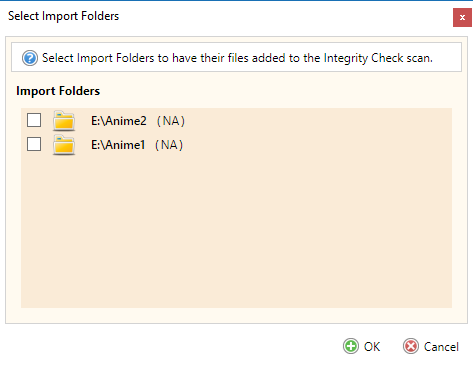 Select Import Folders
x
Select Import Folders to have their files added to the Integrity Check scan.
Import Folders
E:\Anime2 (NA)
E:\Anime1 (NA)
OK Cancel